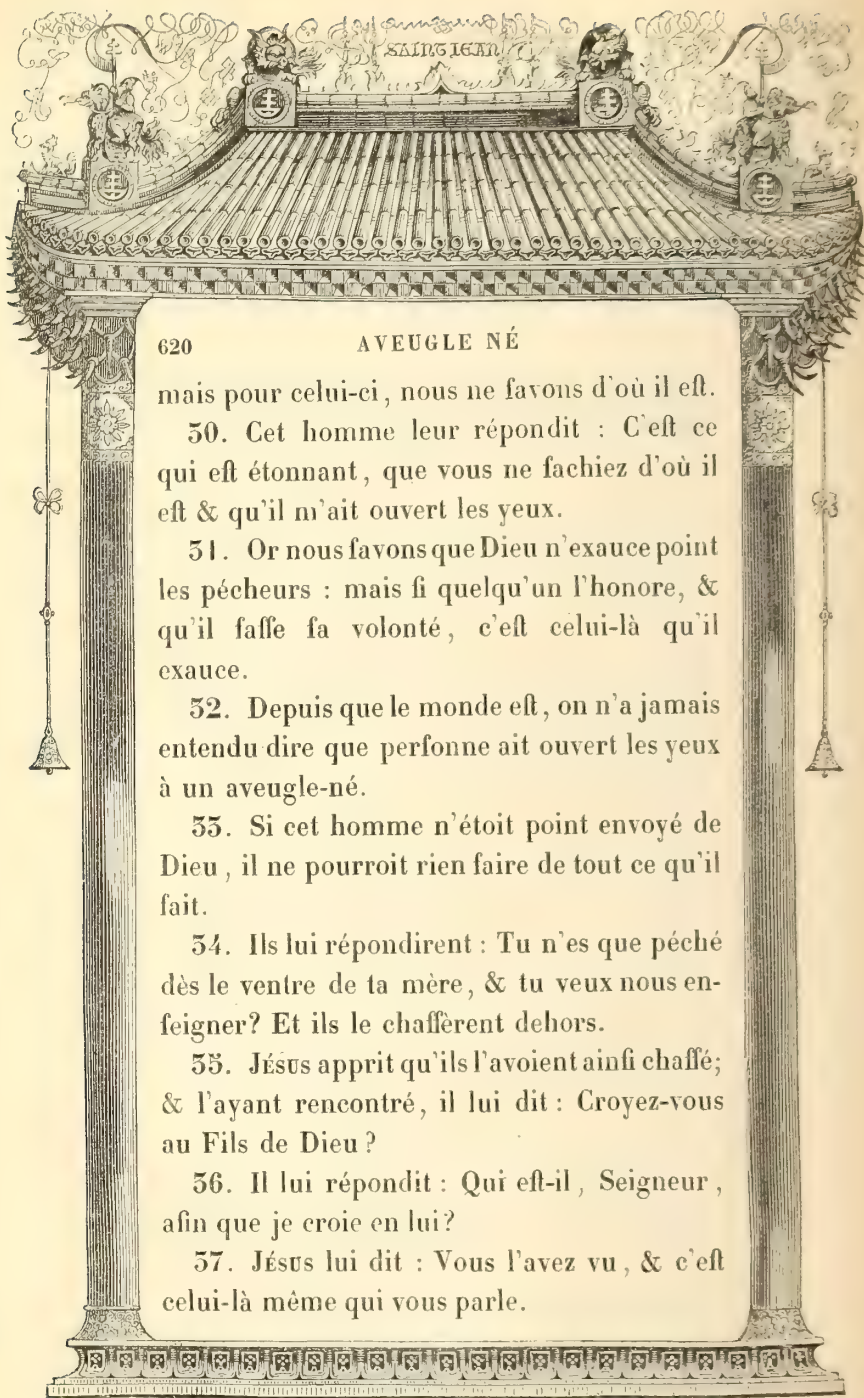 SAINT IEAN
620 AVEUGLE NÉ
mais pour celui-ci, nous ne ſavons d'où il eſt.
30. Cet homme leur répondit : C'eſt ce
qui eſt étonnant, que vous ne ſachiez d'où il
eſt & qu'il m'ait ouvert les yeux.
31. Or nous ſavons que Dieu n'exauce point
les pécheurs : mais ſi quelqu'un l'honore, &
qu'il faſſe ſa volonté, c'eſt celui-là qu'il
exauce.
32. Depuis que le monde eſt, on n'a jamais
entendu dire que perſonne ait ouvert les yeux
à un aveugle-né.
33. Si cet homme n'étoit point envoyé de
Dieu, il ne pourroit rien faire de tout ce qu'il
fait.
34. Ils lui répondirent : Tu n'es que péché
dès le ventre de ta mère, & tu veux nous en-
ſeigner? Et ils le chaſſèrent dehors.
35. JÉSUS apprit qu'ils l'avoient ainſi chaſſé;
& l'ayant rencontré, il lui dit : Croyez-vous
au Fils de Dieu ?
36. Il lui répondit : Qui eſt-il, Seigneur,
afin que je croie en lui?
37. JÉSUS lui dit : Vous l'avez vu, & c'eſt
celui-là même qui vous parle.